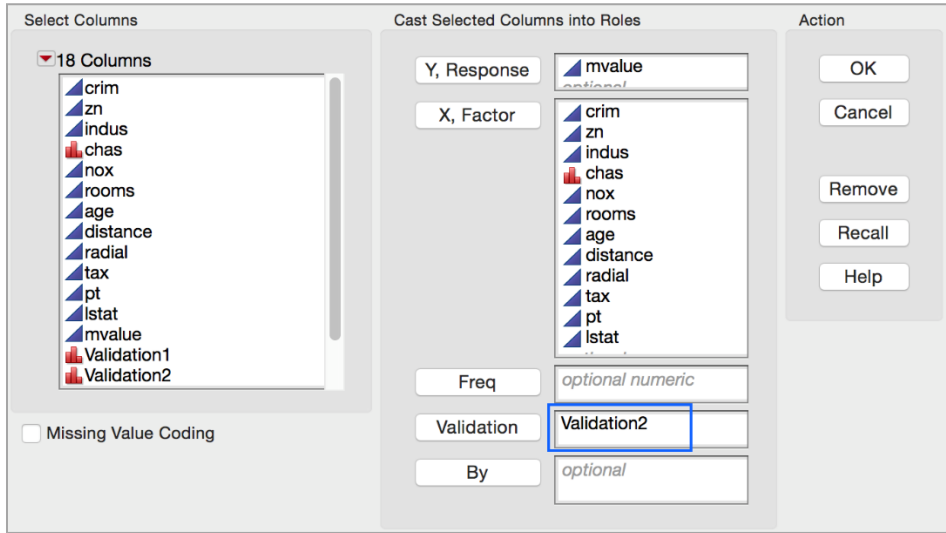 Select Columns
18 Columns
crim
zn
indus
chas
nox
rooms
age
distance
radial
tax
pt
lstat
mvalue
Validation1
Validation2
Missing Value Coding
Cast Selected Columns into Roles
Y, Response
mvalue
optional
X, Factor
crim
zn
indus
chas
nox
rooms
age
distance
radial
tax
pt
lstat
Freq
optional numeric
Validation
Validation2
By
optional
Action
OK
Cancel
Remove
Recall
Help